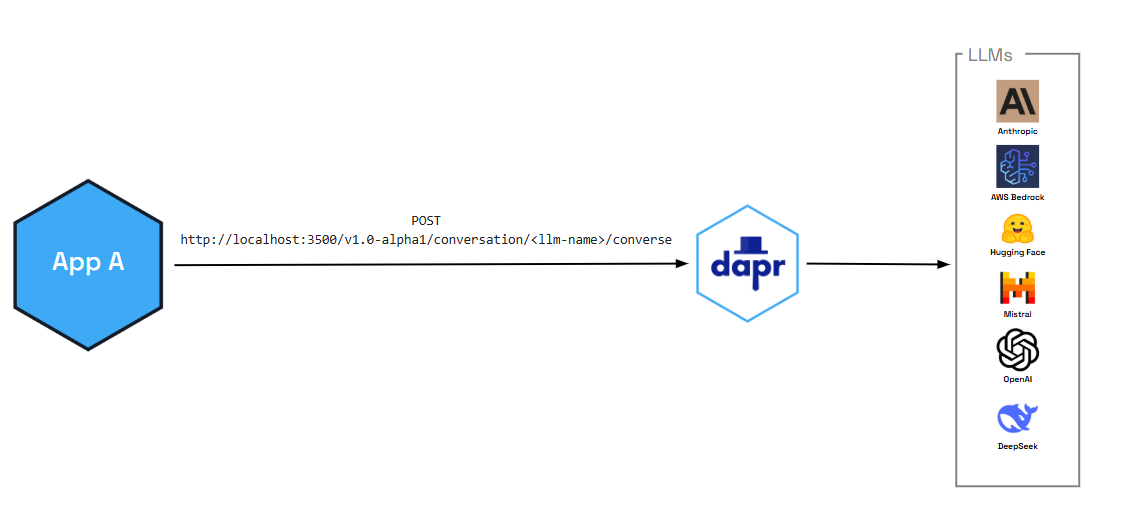 LLMs
Anthropic
AWS Bedrock
Hugging Face
Mistral
OpenAI
DeepSeek
App A
POST
http://localhost:3500/v1.0-alpha1/conversation/<llm-name>/converse
dapr